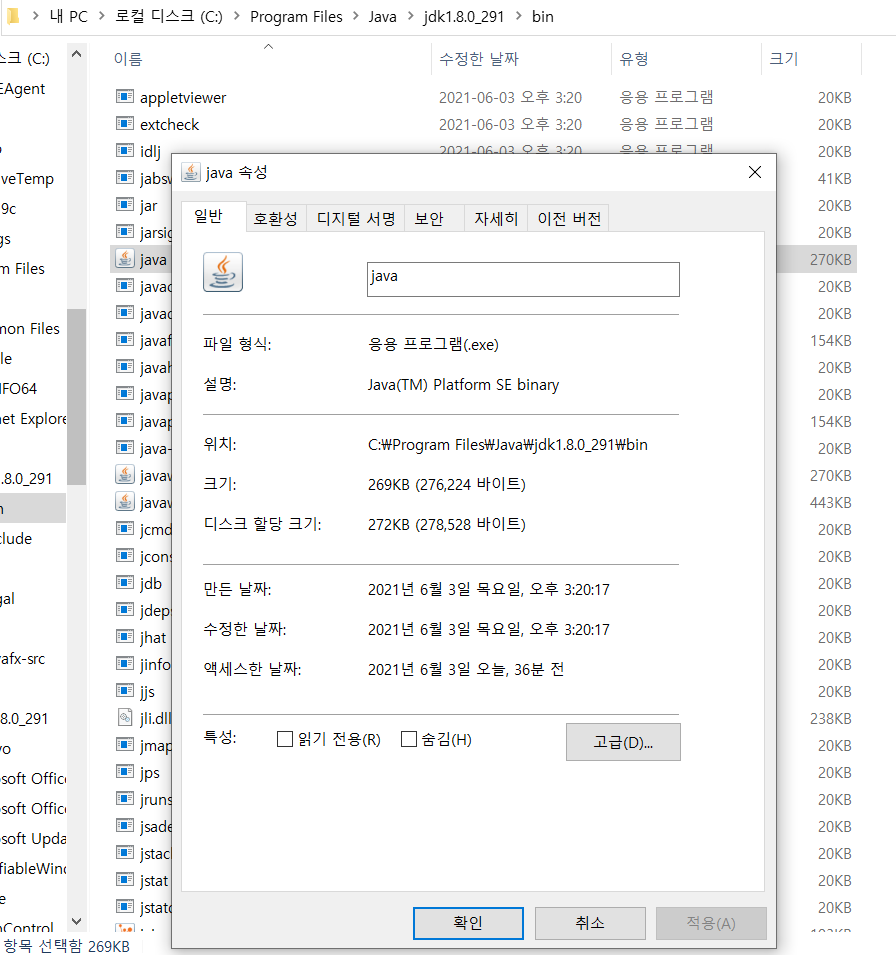 내 PC > 로컬 디스크 (C:) > Program Files > Java > jdk1.8.0_291 > bin
이름 수정한 날짜 유형 크기
appletviewer 2021-06-03 오후 3:20 응용 프로그램 20KB
extcheck 2021-06-03 오후 3:20 응용 프로그램 20KB
idlj 2021-06-03 오후 3:20 응용 프로그램 20KB
jabsw 41KB
jar 20KB
jarsig 20KB
java 270KB
javac 20KB
javad 20KB
javaf 154KB
javah 20KB
javap 20KB
javap 154KB
java- 20KB
javaw 270KB
javaw 443KB
jcmd 20KB
jcons 20KB
jdb 20KB
jdeps 20KB
jhat 20KB
jinfo 20KB
jjs 20KB
jli.dll 238KB
jmap 20KB
jps 20KB
jruns 20KB
jsade 20KB
jstack 20KB
jstat 20KB
jstatd 20KB
스크 (C:)
EAgent
veTemp
9c
gs
m Files
mon Files
le
IFO64
net Explore
.8.0_291
n
clude
gal
vafx-src
.8.0_291
vo
osoft Office
osoft Office
osoft Upda
ifiableWind
e
nControl
항목 선택함 269KB
java 속성
일반 호환성 디지털 서명 보안 자세히 이전 버전
java
파일 형식: 응용 프로그램(.exe)
설명: Java(TM) Platform SE binary
위치: C:₩Program Files₩Java₩jdk1.8.0_291₩bin
크기: 269KB (276,224 바이트)
디스크 할당 크기: 272KB (278,528 바이트)
만든 날짜: 2021년 6월 3일 목요일, 오후 3:20:17
수정한 날짜: 2021년 6월 3일 목요일, 오후 3:20:17
액세스한 날짜: 2021년 6월 3일 오늘, 36분 전
특성: 읽기 전용(R) 숨김(H) 고급(D)...
확인 취소 적용(A)